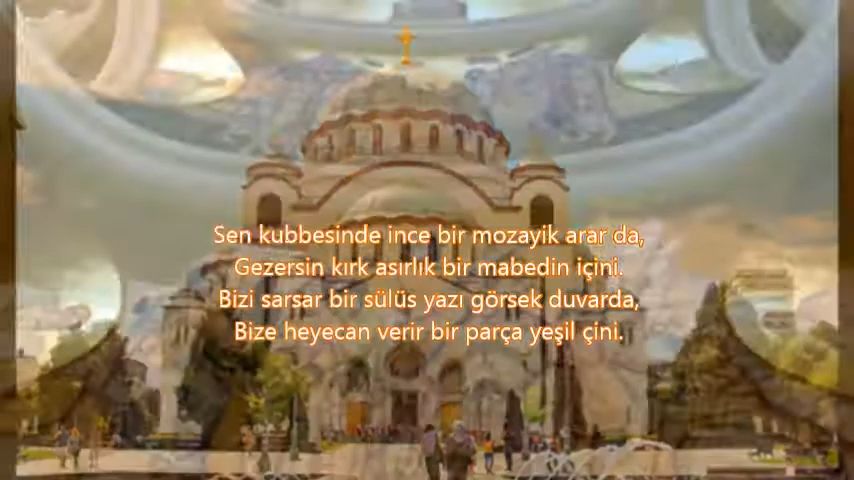 Sen kubbesinde ince bir mozayik arar da,
Gezersin kırk asırlık bir mabedin içini.
Bizi sarsar bir sülüs yazı görsek duvarda,
Bize heyecan verir bir parça yeşil çini.